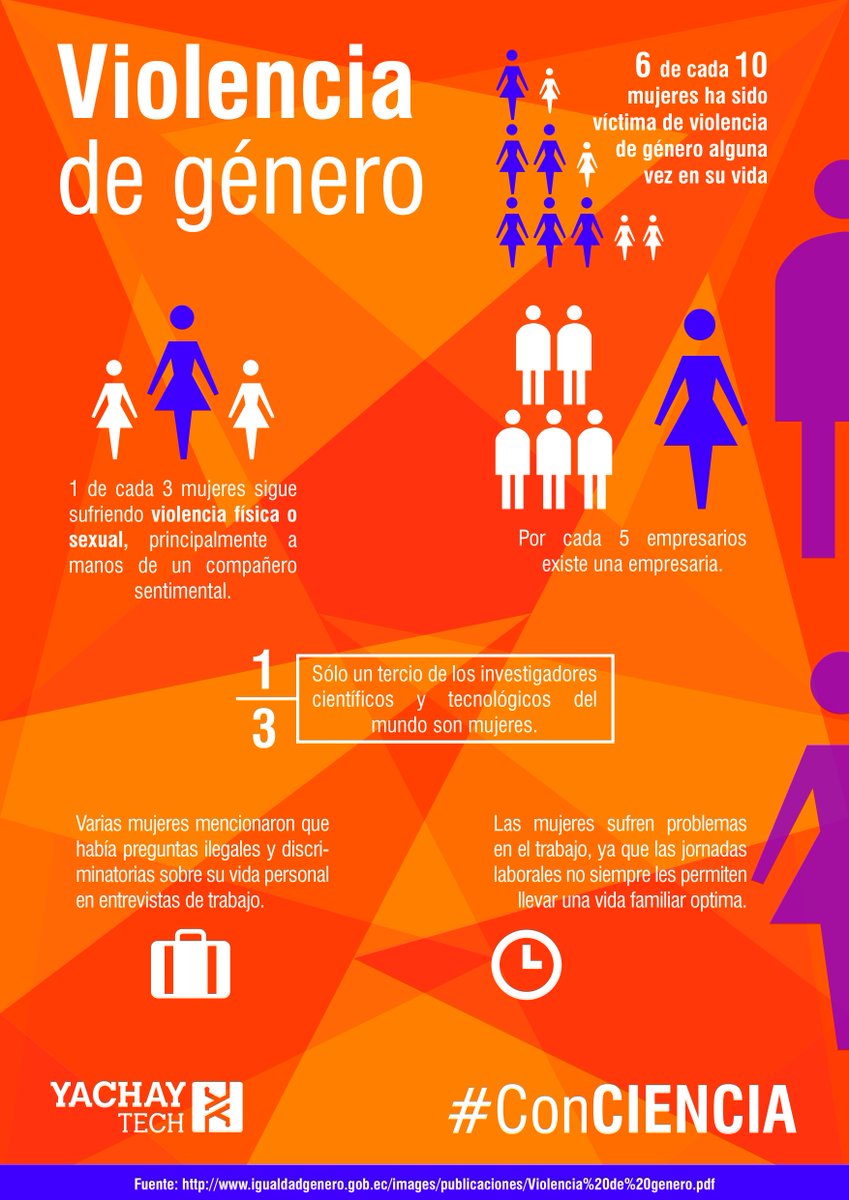 Violencia
de género
6 de cada 10
mujeres ha sido
víctima de violencia
de género alguna
vez en su vida
1 de cada 3 mujeres sigue
sufriendo violencia física o
sexual, principalmente a
manos de un compañero
sentimental.
Por cada 5 empresarios
existe una empresaria.
1
3
Sólo un tercio de los investigadores
científicos y tecnológicos del
mundo son mujeres.
Varias mujeres mencionaron que
había preguntas ilegales y discri-
minatorias sobre su vida personal
en entrevistas de trabajo.
Las mujeres sufren problemas
en el trabajo, ya que las jornadas
laborales no siempre les permiten
llevar una vida familiar optima.
YACHAY
TECH
#ConCIENCIA
Fuente: http://www.igualdadgenero.gob.ec/images/publicaciones/Violencia%20de%20genero.pdf